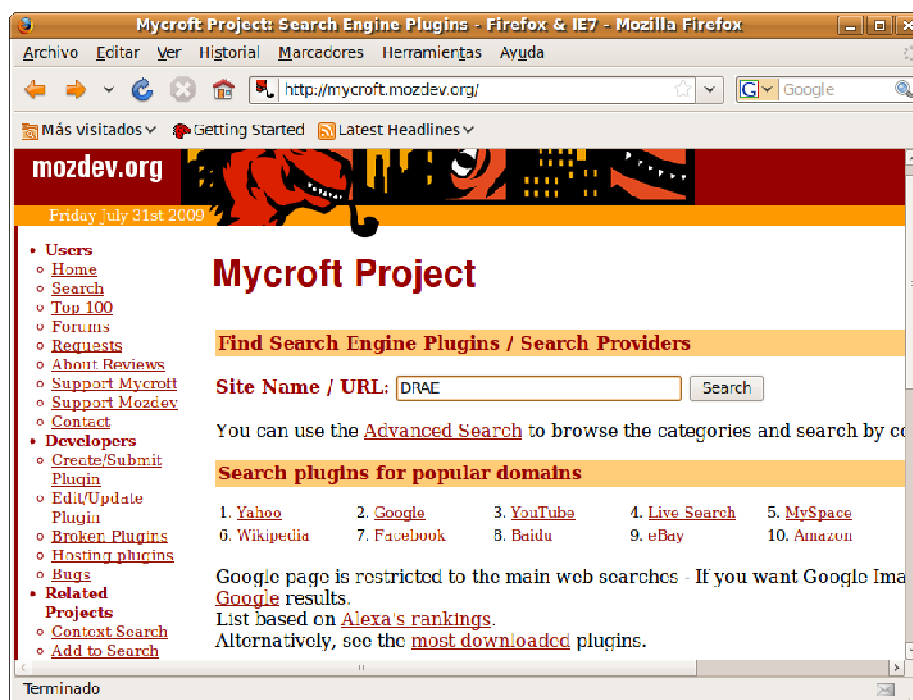 Mycroft Project: Search Engine Plugins - Firefox & IE7 - Mozilla Firefox
Archivo Editar Ver Historial Marcadores Herramientas Ayuda
http://mycroft.mozdev.org/ G Google
Más visitados Getting Started Latest Headlines
mozdev.org
Friday July 31st 2009
• Users
Home
Search
Top 100
Forums
Requests
About Reviews
Support Mycroft
Support Mozdev
Contact
• Developers
Create/Submit
Plugin
Edit/Update
Plugin
Broken Plugins
Hosting plugins
Bugs
• Related
Projects
Context Search
Add to Search
Mycroft Project
Find Search Engine Plugins / Search Providers
Site Name / URL: DRAE Search
You can use the Advanced Search to browse the categories and search by co
Search plugins for popular domains
1. Yahoo 2. Google 3. YouTube 4. Live Search 5. MySpace
6. Wikipedia 7. Facebook 8. Baidu 9. eBay 10. Amazon
Google page is restricted to the main web searches - If you want Google Ima
Google results.
List based on Alexa's rankings.
Alternatively, see the most downloaded plugins.
Terminado